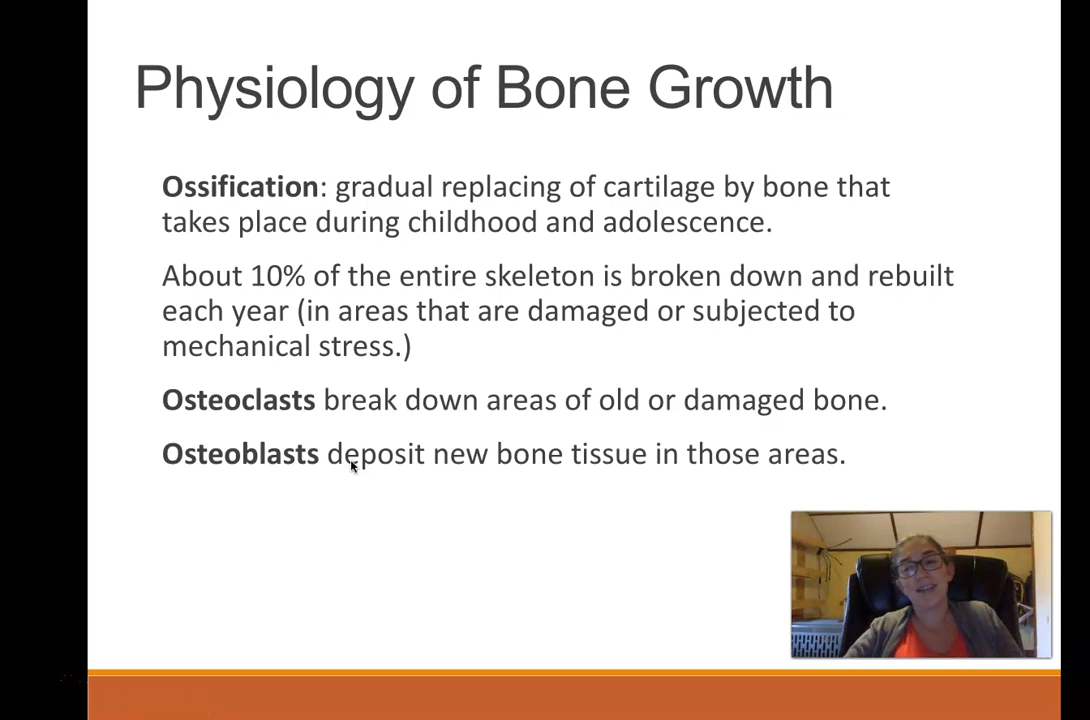 Physiology of Bone Growth
Ossification: gradual replacing of cartilage by bone that
takes place during childhood and adolescence.
About 10% of the entire skeleton is broken down and rebuilt
each year (in areas that are damaged or subjected to
mechanical stress.)
Osteoclasts break down areas of old or damaged bone.
Osteoblasts deposit new bone tissue in those areas.